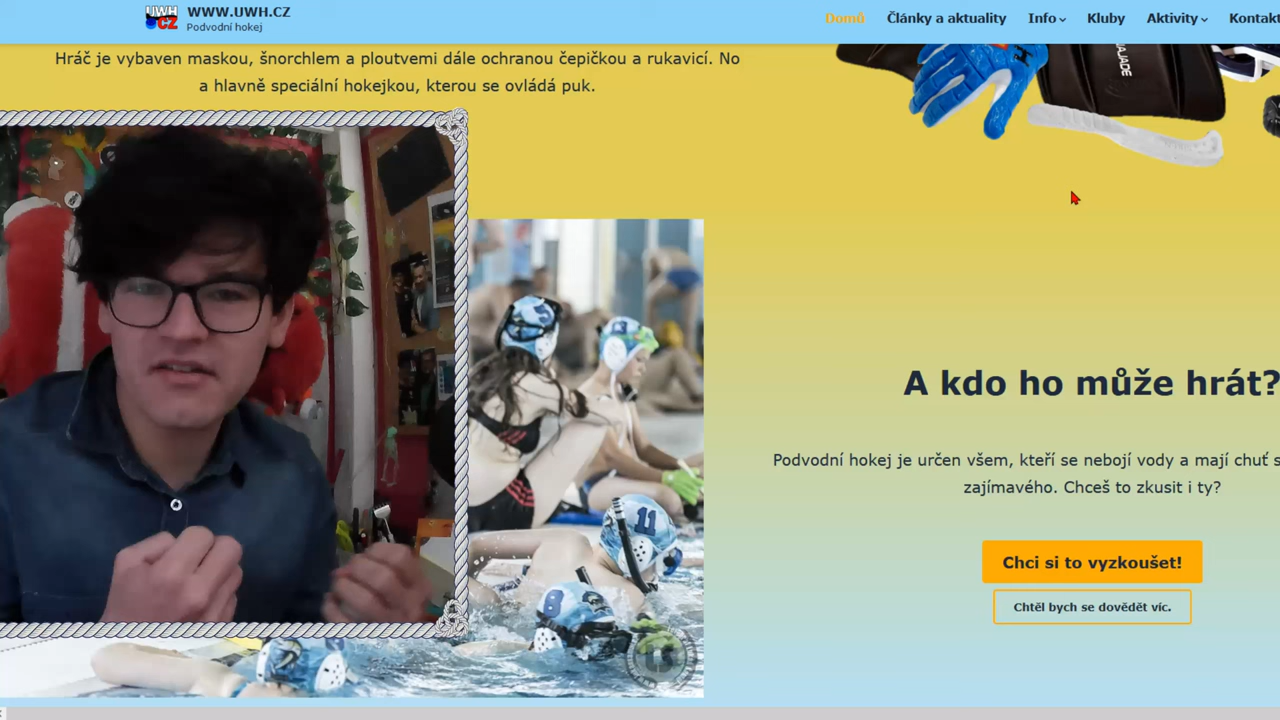 UWH
CZ
WWW.UWH.CZ
Podvodní hokej
Domů
Články a aktuality
Info
Kluby
Aktivity
Kontakt
Hráč je vybaven maskou, šnorchlem a ploutvemi dále ochranou čepičkou a rukavicí. No
a hlavně speciální hokejkou, kterou se ovládá puk.
A kdo ho může hrát?
Podvodní hokej je určen všem, kteří se nebojí vody a mají chuť s
zajímavého. Chceš to zkusit i ty?
11
8
Chci si to vyzkoušet!
Chtěl bych se dovědět víc.